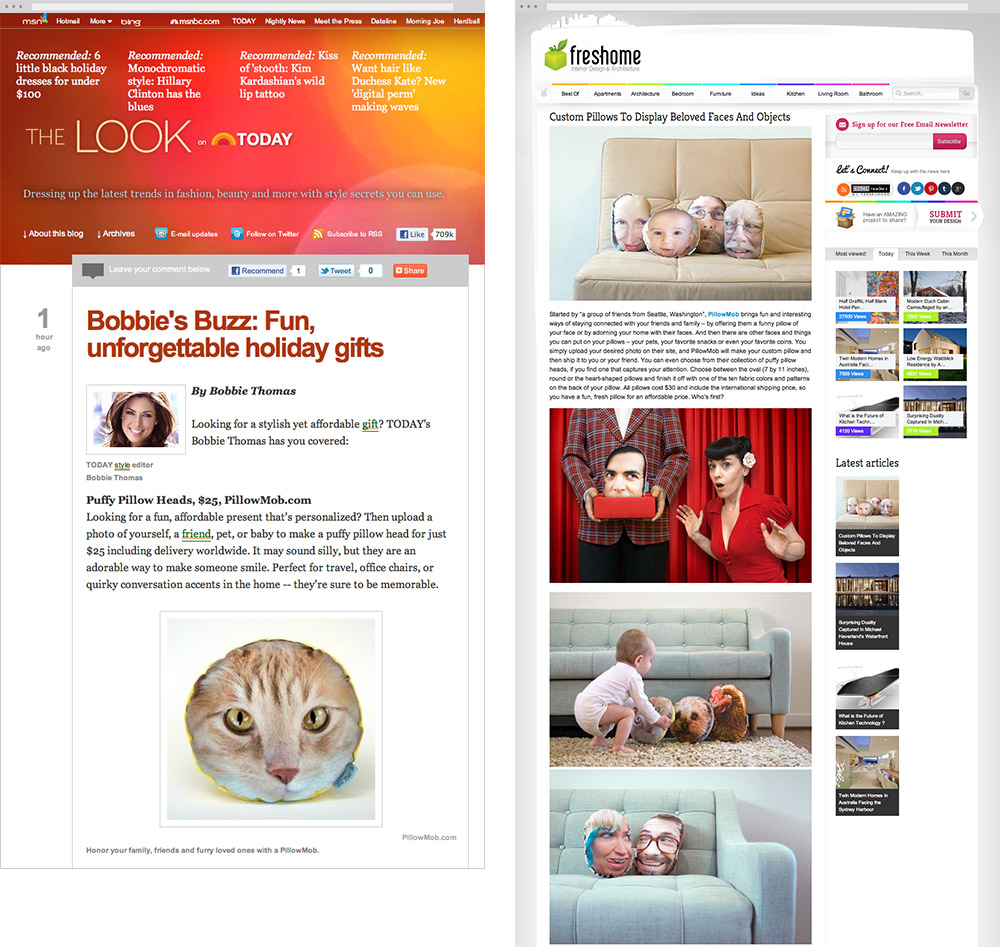 msn
Hotmail
More
bing
msnbc.com
TODAY
Nightly News
Meet the Press
Dateline
Morning Joe
Hardball
Recommended: 6
little black holiday
dresses for under
$100
Recommended:
Monochromatic
style: Hillary
Clinton has the
blues
Recommended: Kiss
of 'stooth: Kim
Kardashian's wild
lip tattoo
Recommended:
Want hair like
Duchess Kate? New
'digital perm'
making waves
THE LOOK on TODAY
Dressing up the latest trends in fashion, beauty and more with style secrets you can use.
↓ About this blog
↓ Archives
E-mail updates
Follow on Twitter
Subscribe to RSS
Like
709k
Leave your comment below
Recommend
1
Tweet
0
Share
1
hour
ago
Bobbie's Buzz: Fun,
unforgettable holiday gifts
By Bobbie Thomas
Looking for a stylish yet affordable gift? TODAY's
Bobbie Thomas has you covered:
TODAY style editor
Bobbie Thomas
Puffy Pillow Heads, $25, PillowMob.com
Looking for a fun, affordable present that's personalized? Then upload a
photo of yourself, a friend, pet, or baby to make a puffy pillow head for just
$25 including delivery worldwide. It may sound silly, but they are an
adorable way to make someone smile. Perfect for travel, office chairs, or
quirky conversation accents in the home -- they're sure to be memorable.
PillowMob.com
Honor your family, friends and furry loved ones with a PillowMob.
freshome
Interior Design & Architecture
Best Of
Apartments
Architecture
Bedroom
Furniture
Ideas
Kitchen
Living Room
Bathroom
Search...
Go
Custom Pillows To Display Beloved Faces And Objects
Started by "a group of friends from Seattle, Washington", PillowMob brings fun and interesting
ways of staying connected with your friends and family – by offering them a funny pillow of
your face or by adorning your home with their faces. And then there are other faces and things
you can put on your pillows – your pets, your favorite snacks or even your favorite coins. You
simply upload your desired photo on their site, and PillowMob will make your custom pillow and
then ship it to you or your friend. You can even choose from their collection of puffy pillow
heads, if you find one that captures your attention. Choose between the oval (7 by 11 inches),
round or the heart-shaped pillows and finish it off with one of the ten fabric colors and patterns
on the back of your pillow. All pillows cost $30 and include the international shipping price, so
you have a fun, fresh pillow for an affordable price. Who's first?
Sign up for our Free Email Newsletter
Subscribe
Let's Connect!
Keep up with the news here
readers
Have an AMAZING
project to share?
SUBMIT
YOUR DESIGN
Most viewed:
Today
This Week
This Month
Half Graffiti, Half Blank
Hotel Pan...
27500 Views
Modern Duch Cabin
Camouflaged by an...
Views
Twin Modern Homes in
Australia Faci...
7589 Views
Low Energy
Residence by A...
Views
What is the Future of
Kitchen Techn...
4120 Views
Surprising Duality
Captured In Mich...
Views
Latest articles
Custom Pillows To Display
Beloved Faces And
Objects
Surprising Duality
Captured In Michael
Haverland's Waterfront
House
What is the Future of
Kitchen Technology ?
Twin Modern Homes in
Australia Facing the
Sydney Harbour